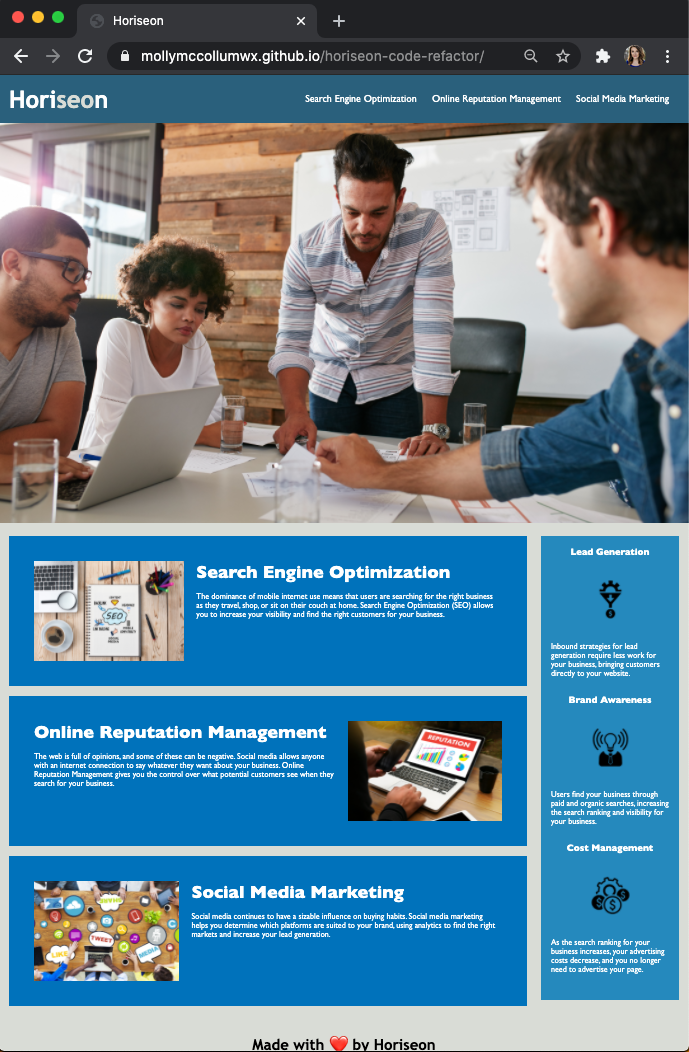 Horiseon
mollymccollumwx.github.io/horiseon-code-refactor/
Horiseon
Search Engine Optimization Online Reputation Management Social Media Marketing
Search Engine Optimization
The dominance of mobile internet use means that users are searching for the right business
as they travel, shop, or sit on their couch at home. Search Engine Optimization (SEO) allows
you to increase your visibility and find the right customers for your business.
SEO
Online Reputation Management
The web is full of opinions, and some of these can be negative. Social media allows anyone
with an internet connection to say whatever they want about your business. Online
Reputation Management gives you the control over what potential customers see when they
search for your business.
REPUTATION
Social Media Marketing
Social media continues to have a sizable influence on buying habits. Social media marketing
helps you determine which platforms are suited to your brand, using analytics to find the right
markets and increase your lead generation.
TWEET
LIKE
MEDIA
Lead Generation
Inbound strategies for lead
generation require less work for
your business, bringing customers
directly to your website.
Brand Awareness
Users find your business through
paid and organic searches, increasing
the search ranking and visibility for
your business.
Cost Management
As the search ranking for your
business increases, your advertising
costs decrease, and you no longer
need to advertise your page.
Made with ❤️ by Horiseon